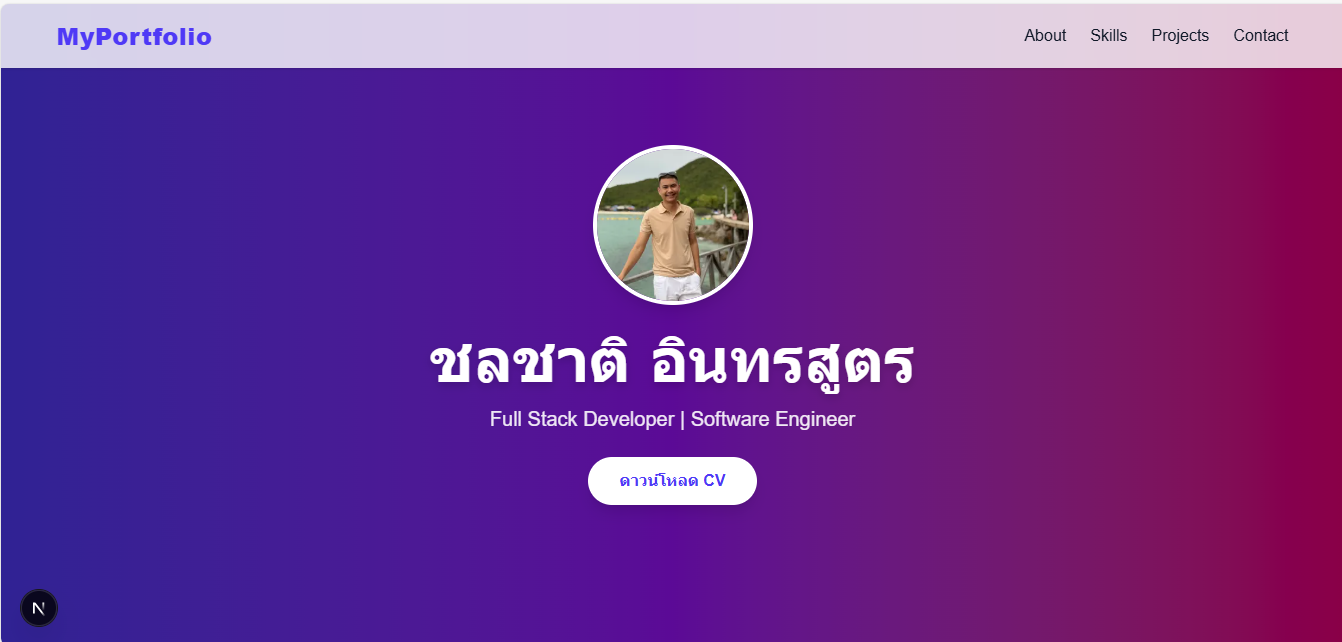 MyPortfolio
About Skills Projects Contact
ชลชาติ อินทรสูตร
Full Stack Developer | Software Engineer
ดาวน์โหลด CV
N